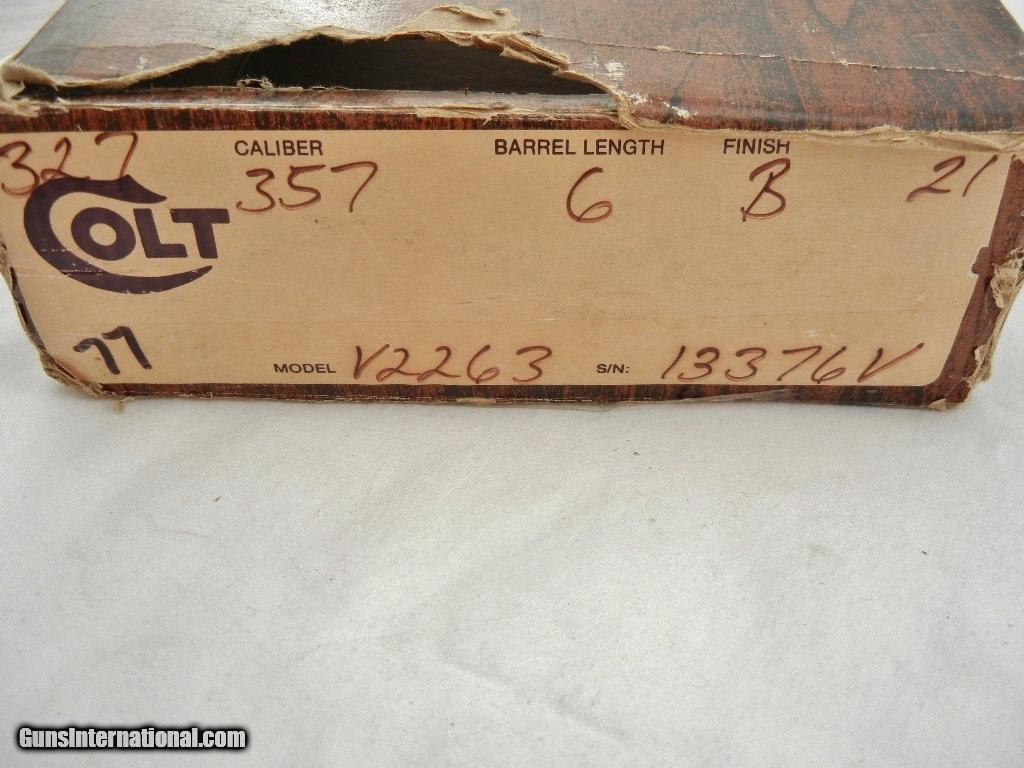 327 CALIBER BARREL LENGTH FINISH
357 6 B 21
COLT
77
MODEL V2263 S/N: 13376V
GunsInternational.com